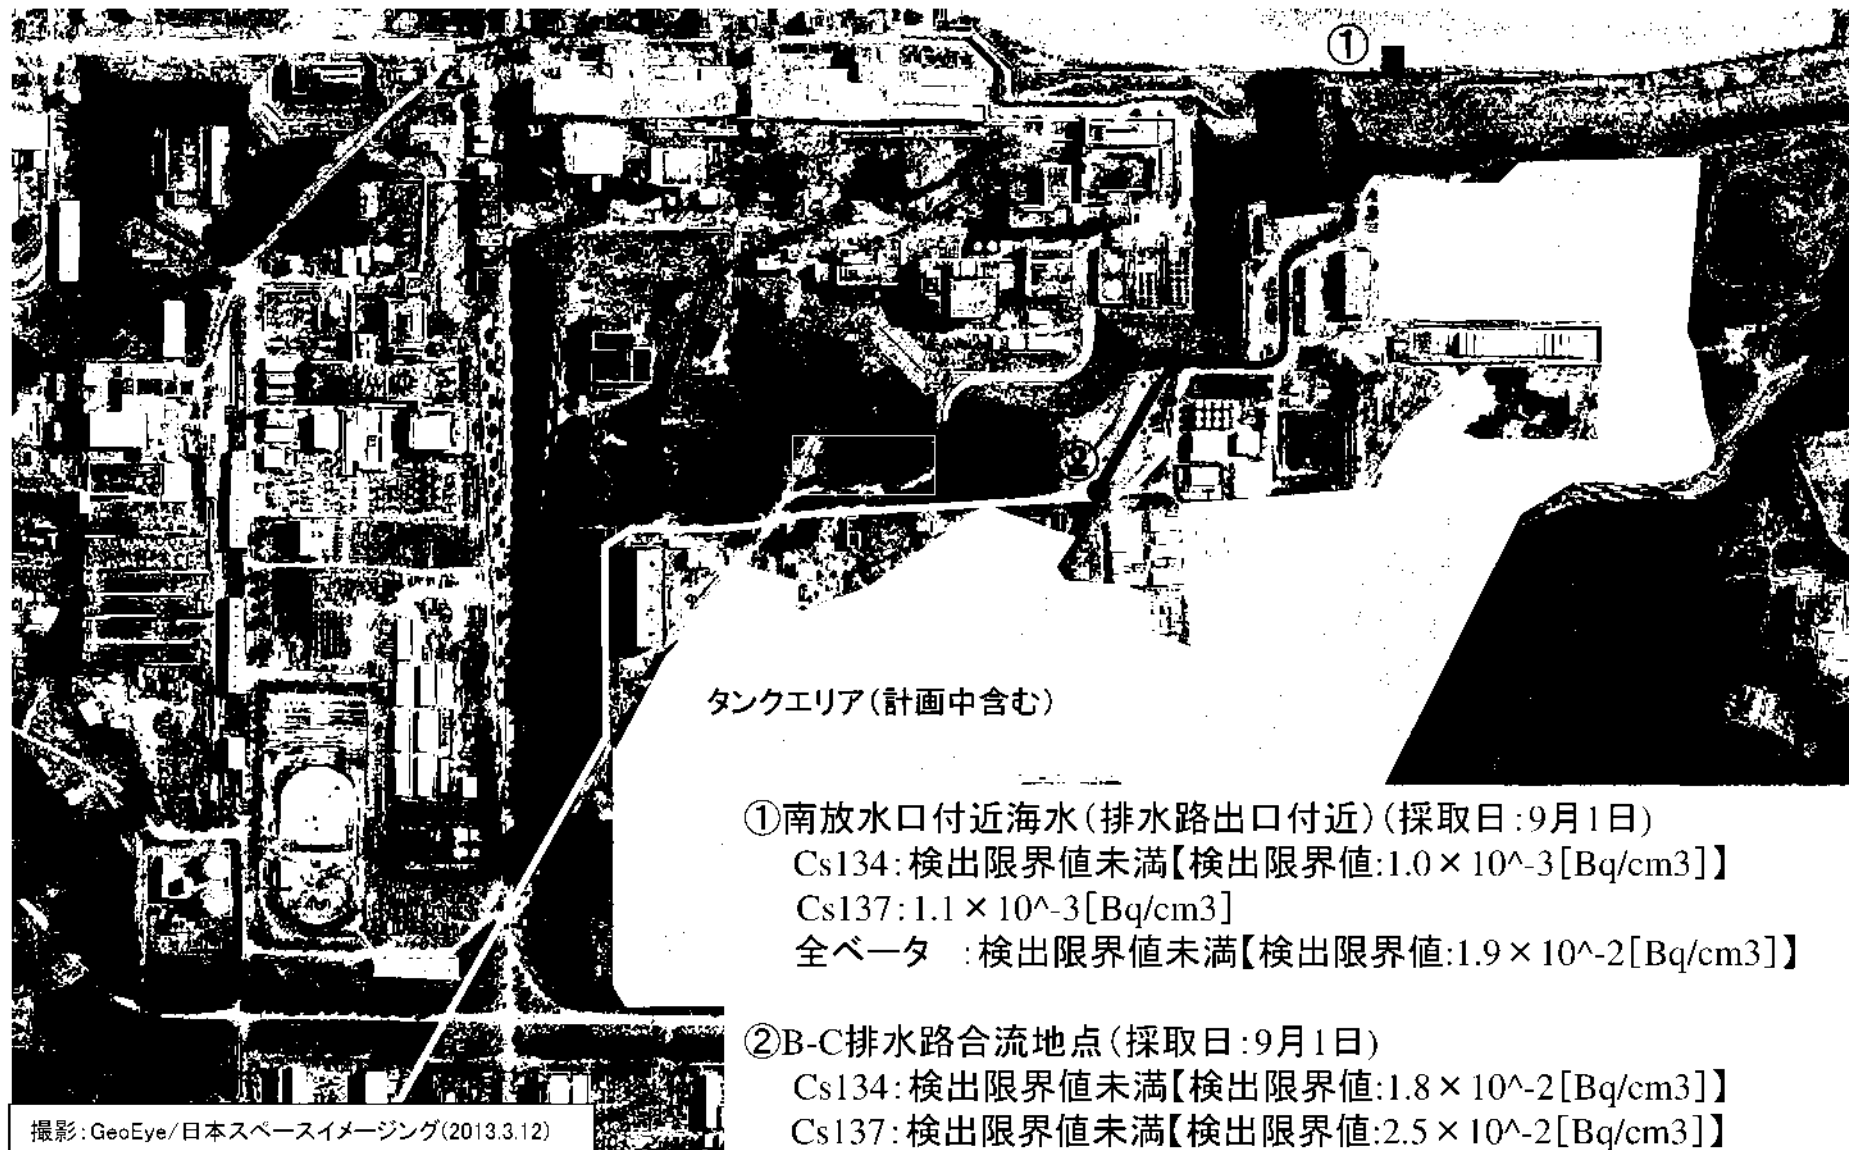 ①
②
タンクエリア(計画中含む)
①南放水口付近海水(排水路出口付近)(採取日:9月1日)
Cs134:検出限界値未満【検出限界値:1.0×10^-3[Bq/cm3]】
Cs137:1.1×10^-3[Bq/cm3]
全ベータ :検出限界値未満【検出限界値:1.9×10^-2[Bq/cm3]】
②B-C排水路合流地点(採取日:9月1日)
Cs134:検出限界値未満【検出限界値:1.8×10^-2[Bq/cm3]】
Cs137:検出限界値未満【検出限界値:2.5×10^-2[Bq/cm3]】
撮影:GeoEye/日本スペースイメージング(2013.3.12)